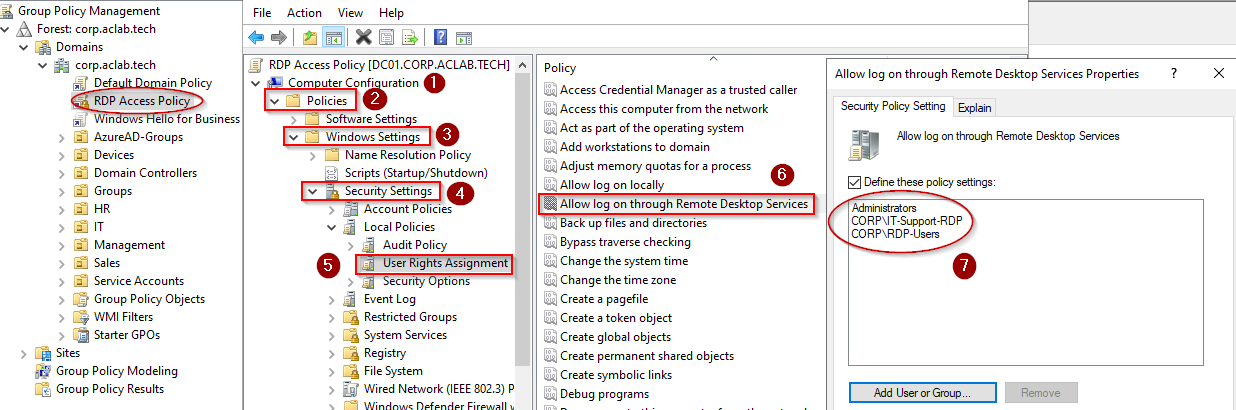 Group Policy Management
Forest: corp.aclab.tech
Domains
corp.aclab.tech
Default Domain Policy
RDP Access Policy
Windows Hello for Business
AzureAD-Groups
Devices
Domain Controllers
Groups
HR
IT
Management
Sales
Service Accounts
Group Policy Objects
WMI Filters
Starter GPOs
Sites
Group Policy Modeling
Group Policy Results
File Action View Help
RDP Access Policy [DC01.CORP.ACLAB.TECH]
Computer Configuration 1
Policies 2
Software Settings
Windows Settings 3
Name Resolution Policy
Scripts (Startup/Shutdown)
Security Settings 4
Account Policies
Local Policies
Audit Policy
5 User Rights Assignment
Security Options
Event Log
Restricted Groups
System Services
Registry
File System
Wired Network (IEEE 802.3) P
Windows Defender Firewall w
Policy
Access Credential Manager as a trusted caller
Access this computer from the network
Act as part of the operating system
Add workstations to domain
Adjust memory quotas for a process
Allow log on locally
6
Allow log on through Remote Desktop Services
Back up files and directories
Bypass traverse checking
Change the system time
Change the time zone
Create a pagefile
Create a token object
Create global objects
Create permanent shared objects
Create symbolic links
Debug programs
Allow log on through Remote Desktop Services Properties ? ×
Security Policy Setting Explain
Allow log on through Remote Desktop Services
Define these policy settings:
Administrators
CORP\IT-Support-RDP
CORP\RDP-Users
7
Add User or Group... Remove